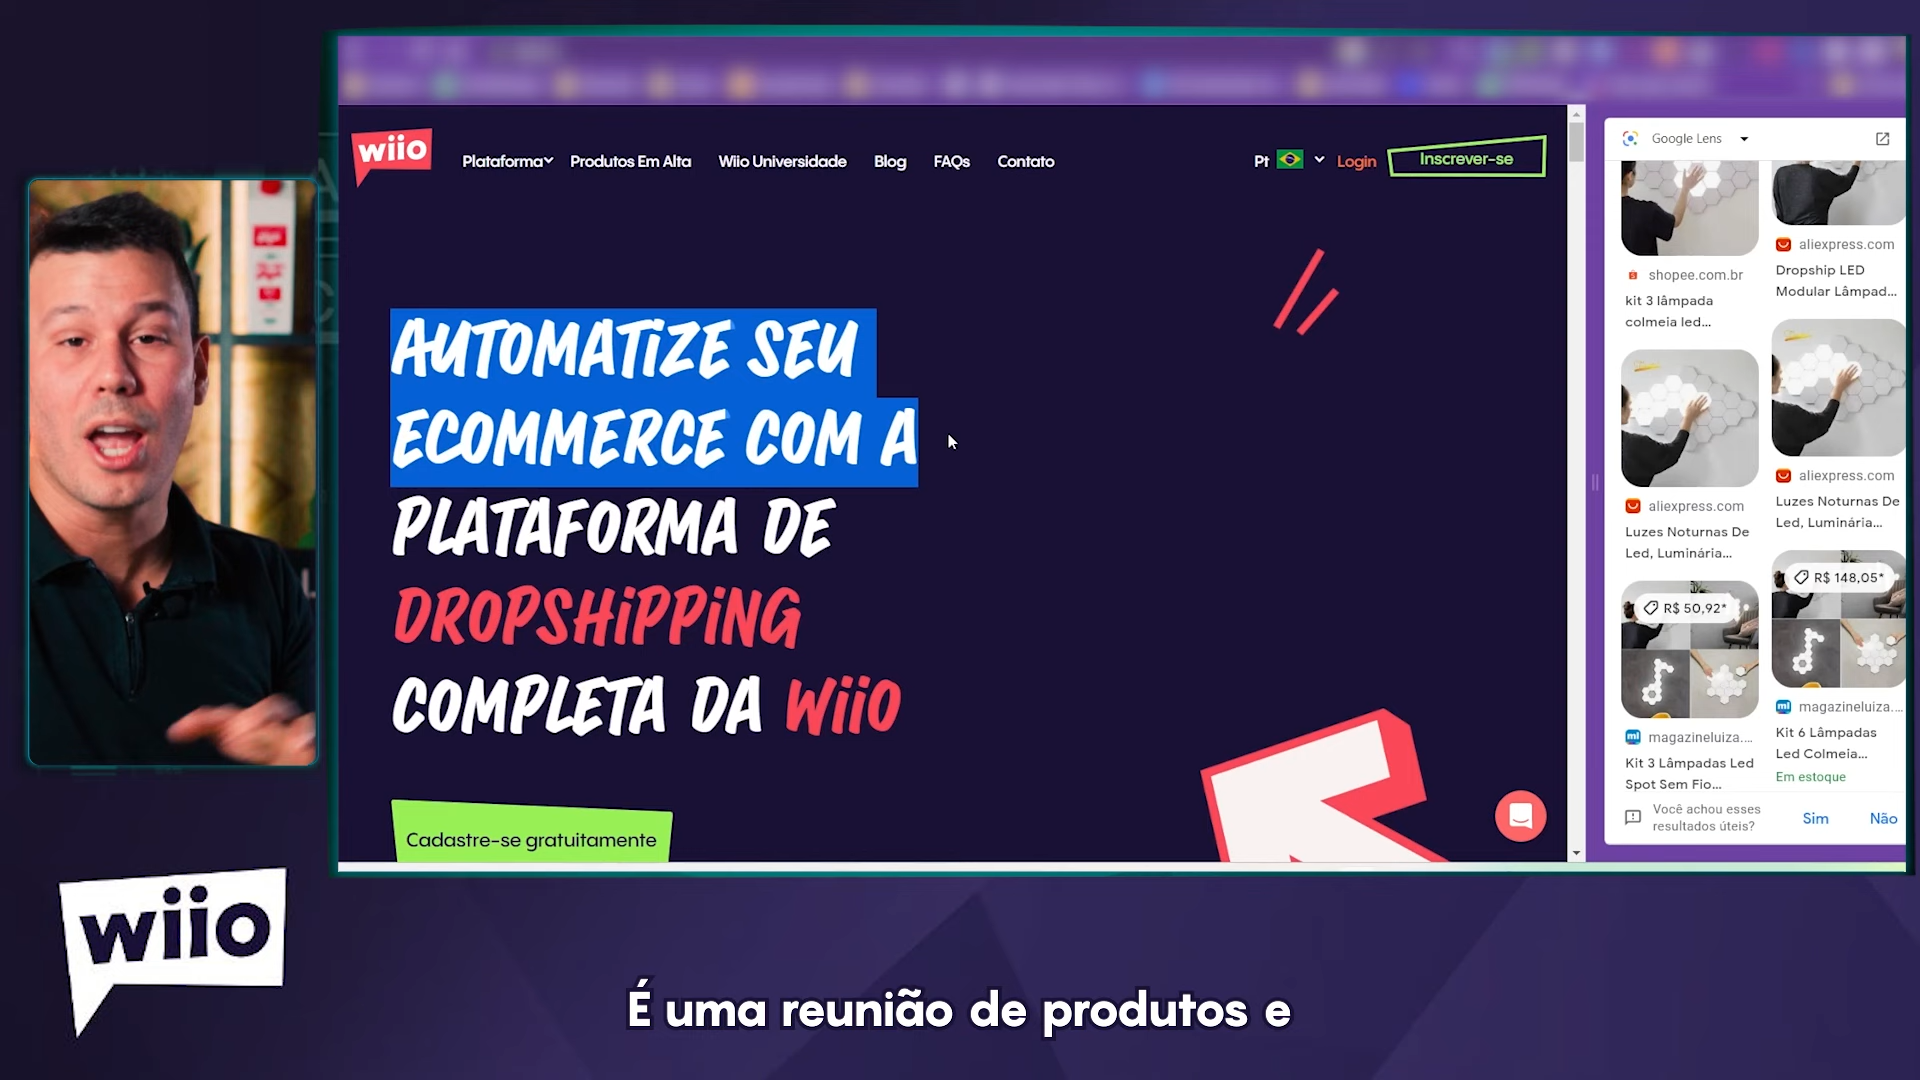 wiio
Plataforma
Produtos Em Alta
Wiio Universidade
Blog
FAQs
Contato
Pt
Login
Inscrever-se
AUTOMATIZE SEU
ECOMMERCE COM A
PLATAFORMA DE
DROPSHIPPING
COMPLETA DA WIIO
Cadastre-se gratuitamente
Google Lens
shopee.com.br
kit 3 lâmpada
colmeia led...
aliexpress.com
Luzes Noturnas De
Led, Luminária...
R$ 50,92*
magazineluiza....
Kit 3 Lâmpadas Led
Spot Sem Fio...
aliexpress.com
Dropship LED
Modular Lâmpad...
aliexpress.com
Luzes Noturnas De
Led, Luminária...
R$ 148,05*
magazineluiza....
Kit 6 Lâmpadas
Led Colmeia...
Em estoque
Você achou esses
resultados úteis?
Sim
Não
wiio
É uma reunião de produtos e